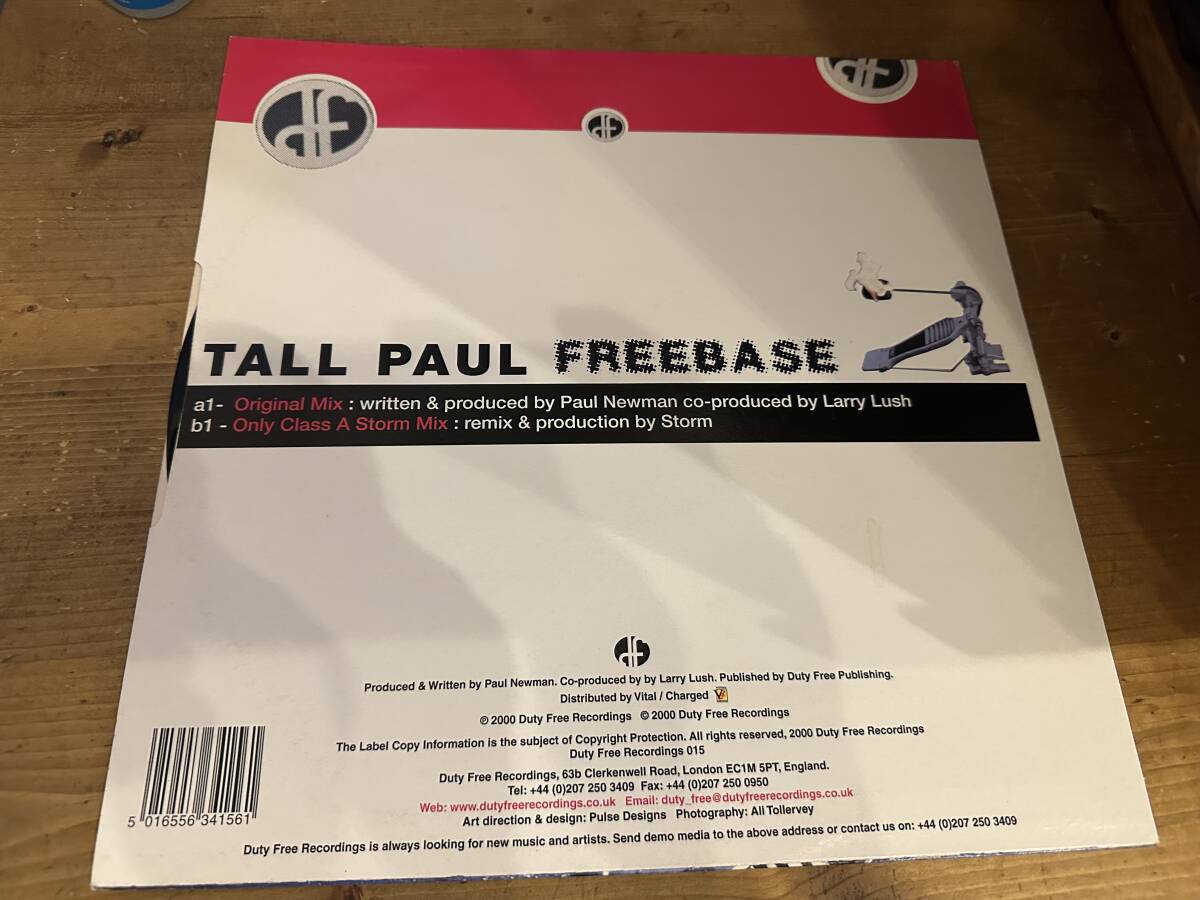 df
df
df
TALL PAUL FREEBASE
a1- Original Mix : written & produced by Paul Newman co-produced by Larry Lush
b1 - Only Class A Storm Mix : remix & production by Storm
df
Produced & Written by Paul Newman. Co-produced by by Larry Lush. Published by Duty Free Publishing.
Distributed by Vital / Charged
℗ 2000 Duty Free Recordings © 2000 Duty Free Recordings
The Label Copy Information is the subject of Copyright Protection. All rights reserved, 2000 Duty Free Recordings
Duty Free Recordings 015
Duty Free Recordings, 63b Clerkenwell Road, London EC1M 5PT, England.
Tel: +44 (0)207 250 3409 Fax: +44 (0)207 250 0950
Web: www.dutyfreerecordings.co.uk Email: duty_free@dutyfreerecordings.co.uk
Art direction & design: Pulse Designs Photography: Ali Tollervey
5 016556 341561
Duty Free Recordings is always looking for new music and artists. Send demo media to the above address or contact us on: +44 (0)207 250 3409